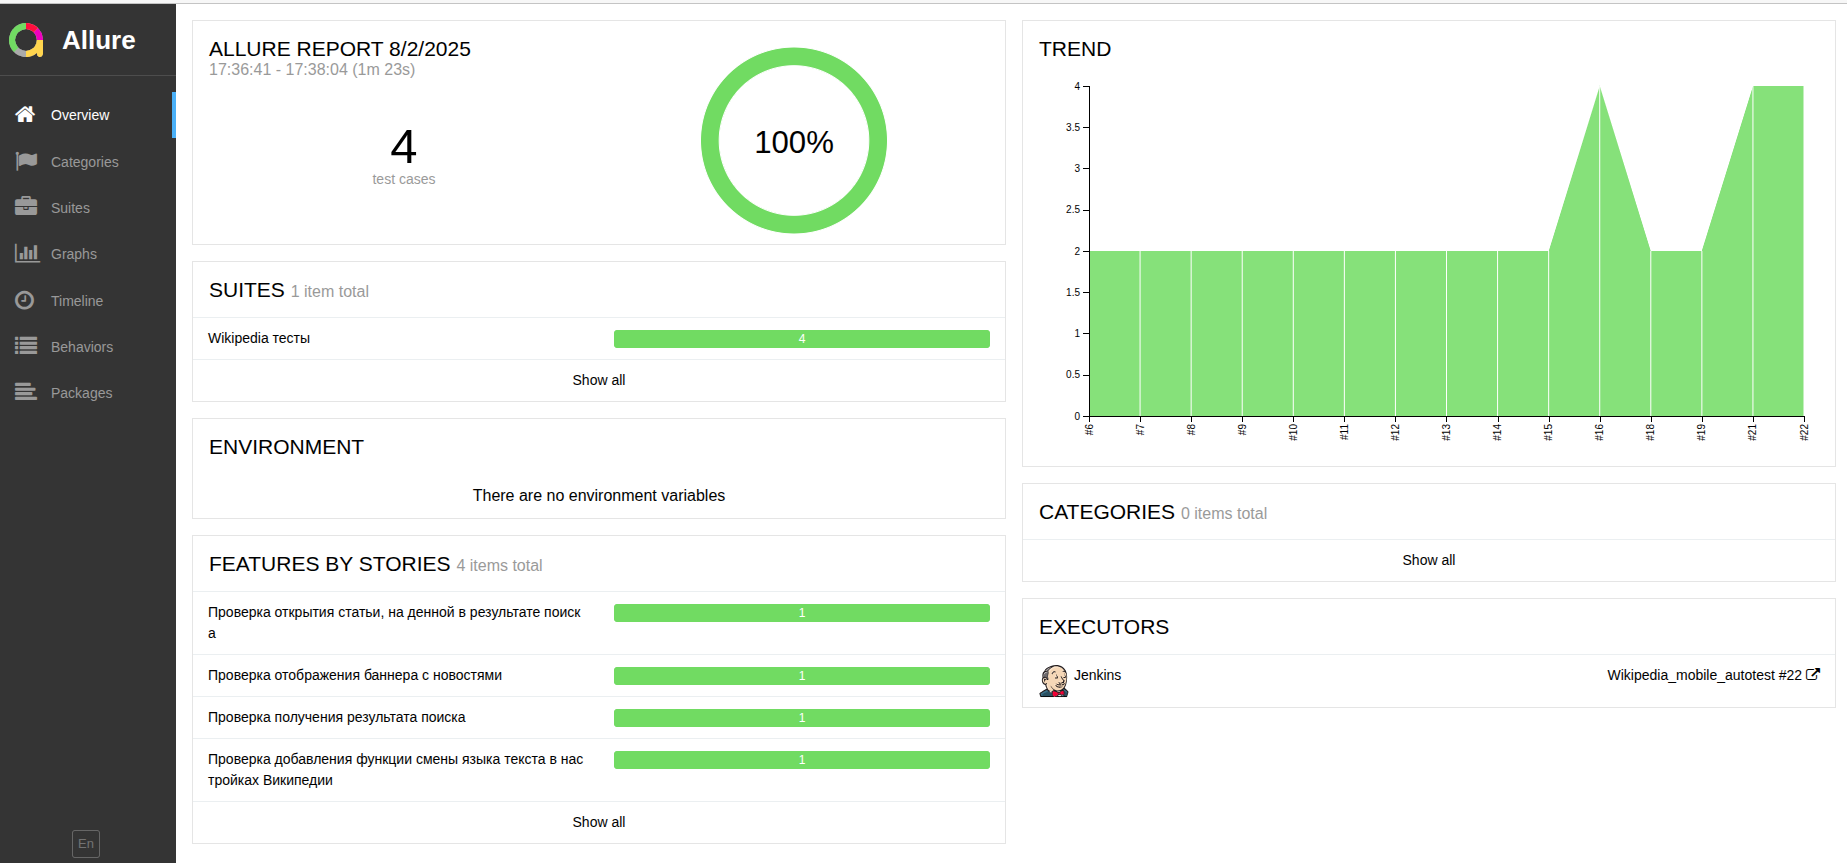 Allure
Overview
Categories
Suites
Graphs
Timeline
Behaviors
Packages
En
ALLURE REPORT 8/2/2025
17:36:41 - 17:38:04 (1m 23s)
4
test cases
100%
SUITES 1 item total
Wikipedia тесты 4
Show all
ENVIRONMENT
There are no environment variables
FEATURES BY STORIES 4 items total
Проверка открытия статьи, на данной в результате поиск 1
а
Проверка отображения баннера с новостями 1
Проверка получения результата поиска 1
Проверка добавления функции смены языка текста в нас 1
тройках Википедии
Show all
TREND
4
3.5
3
2.5
2
1.5
1
0.5
0
#6 #7 #8 #9 #10 #11 #12 #13 #14 #15 #16 #18 #19 #21 #22
CATEGORIES 0 items total
Show all
EXECUTORS
Jenkins Wikipedia_mobile_autotest #22